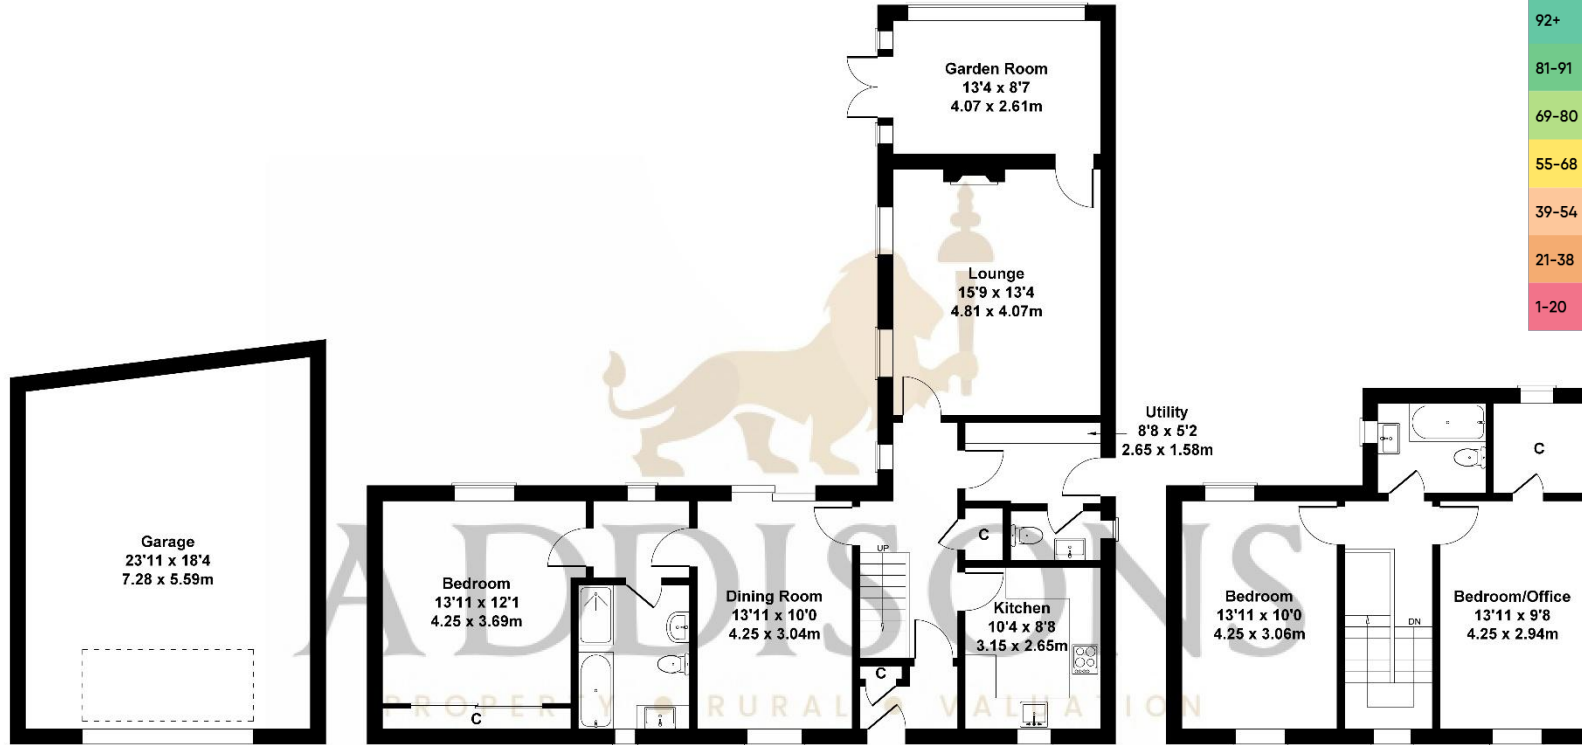 Garden Room
13'4 x 8'7
4.07 x 2.61m
92+
81-91
69-80
55-68
39-54
21-38
1-20
Lounge
15'9 x 13'4
4.81 x 4.07m
Utility
8'8 x 5'2
2.65 x 1.58m
C
Garage
23'11 x 18'4
7.28 x 5.59m
ADDISONS
PROPERTY • RURAL • VALUATION
Bedroom
13'11 x 12'1
4.25 x 3.69m
C
Dining Room
13'11 x 10'0
4.25 x 3.04m
UP
C
C
Kitchen
10'4 x 8'8
3.15 x 2.65m
Bedroom
13'11 x 10'0
4.25 x 3.06m
DN
Bedroom/Office
13'11 x 9'8
4.25 x 2.94m